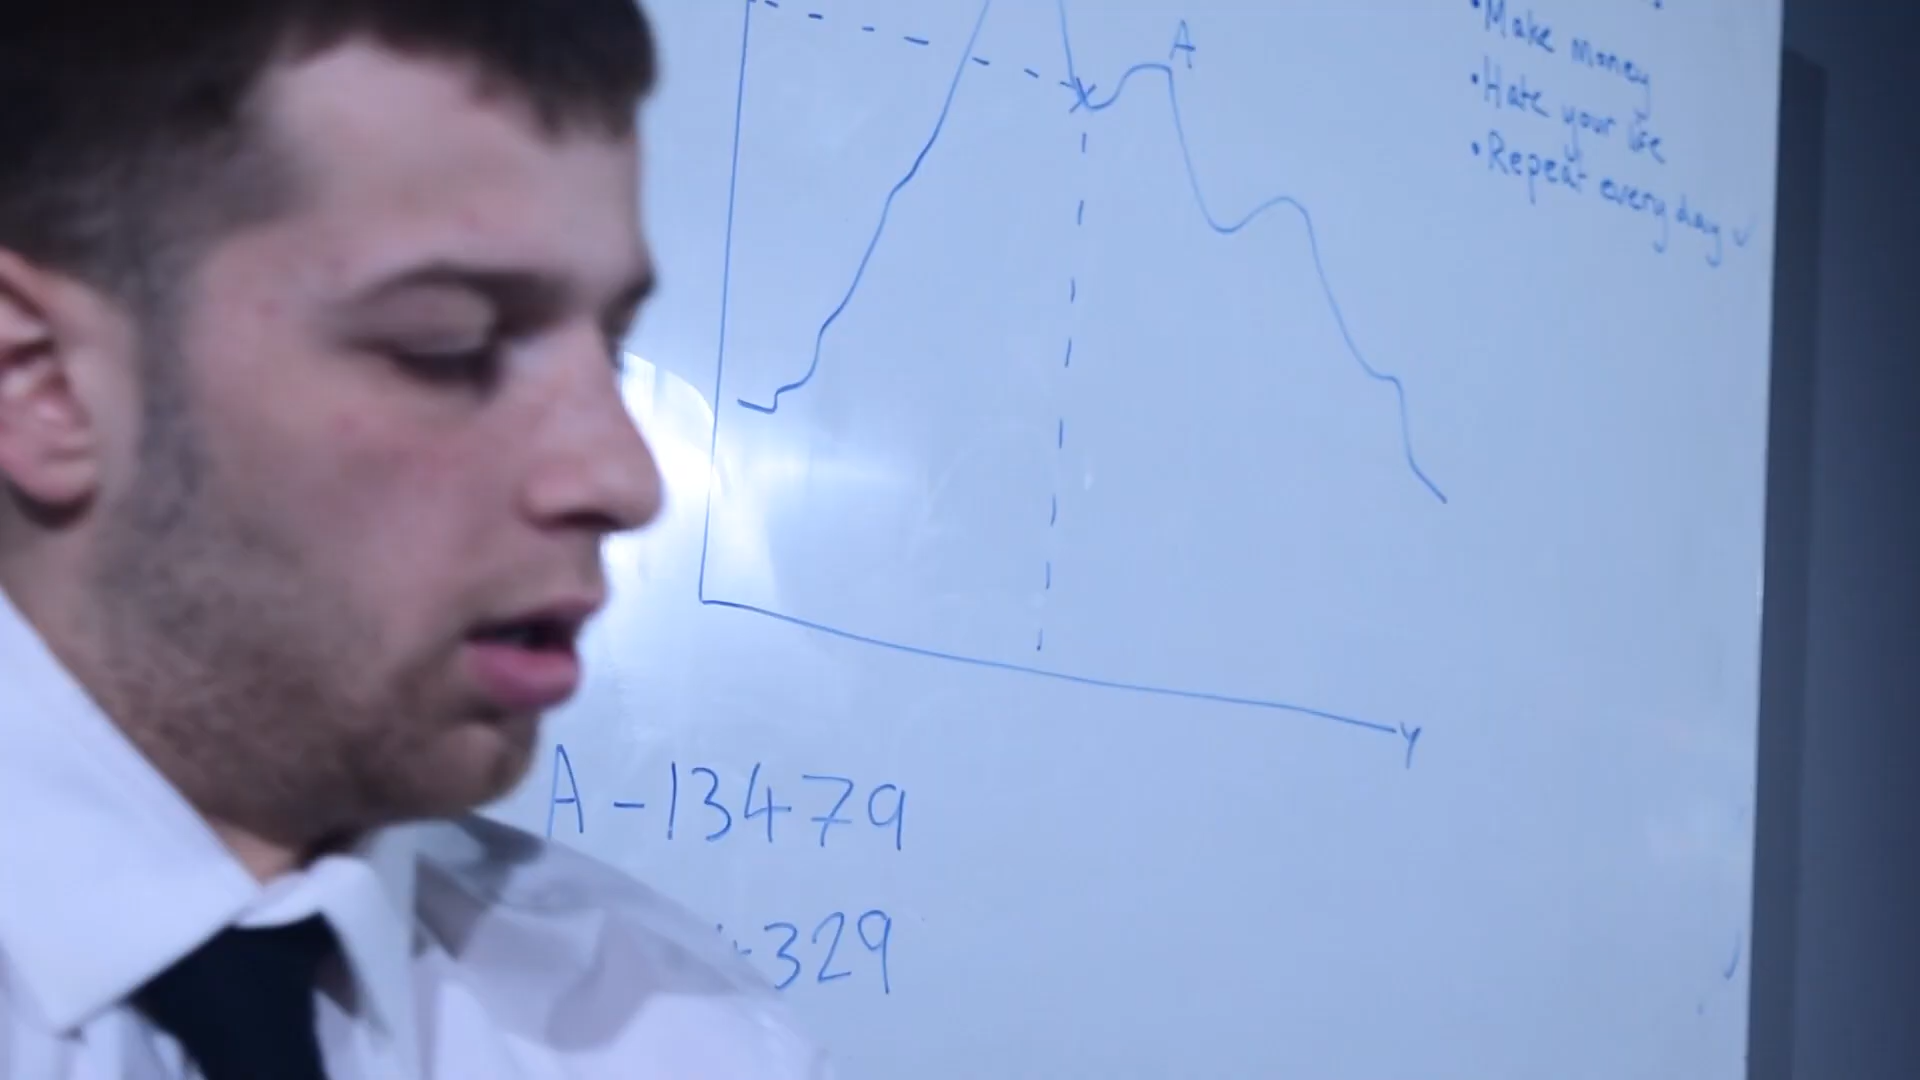 A
• Make money
• Hate your life
• Repeat every day ✓
Y
A - 13479
329